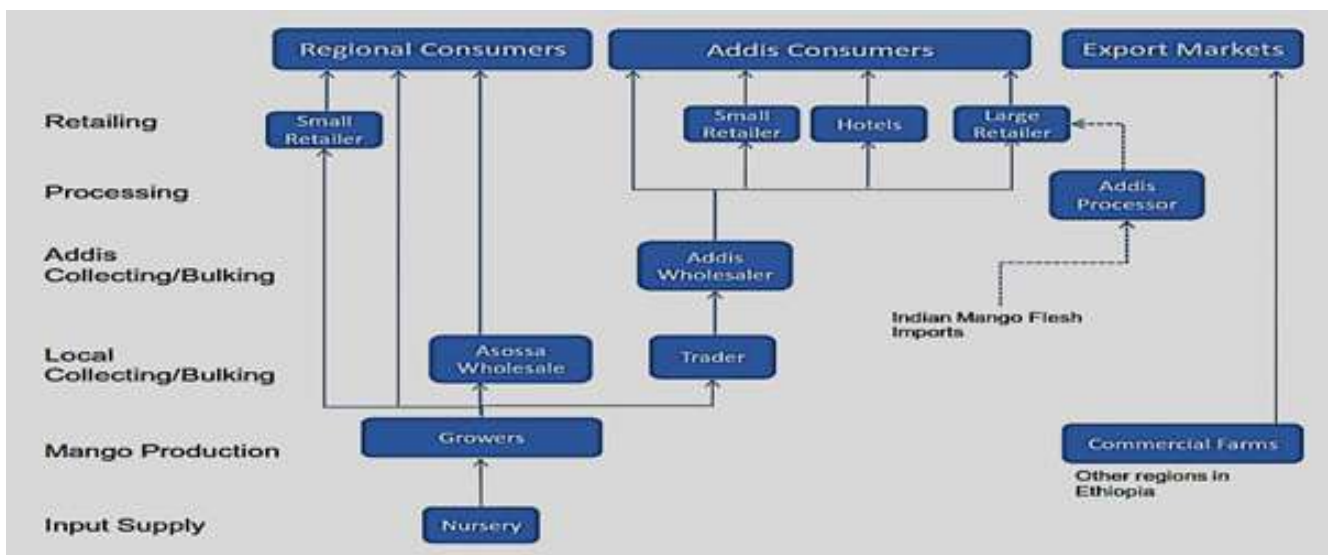 Regional Consumers
Addis Consumers
Export Markets
Retailing
Small
Retailer
Small
Retailer
Hotels
Large
Retailer
Processing
Addis
Processor
Addis
Collecting/Bulking
Addis
Wholesaler
Indian Mango Flesh
Imports
Local
Collecting/Bulking
Asossa
Wholesale
Trader
Mango Production
Growers
Commercial Farms
Other regions in
Ethiopia
Input Supply
Nursery